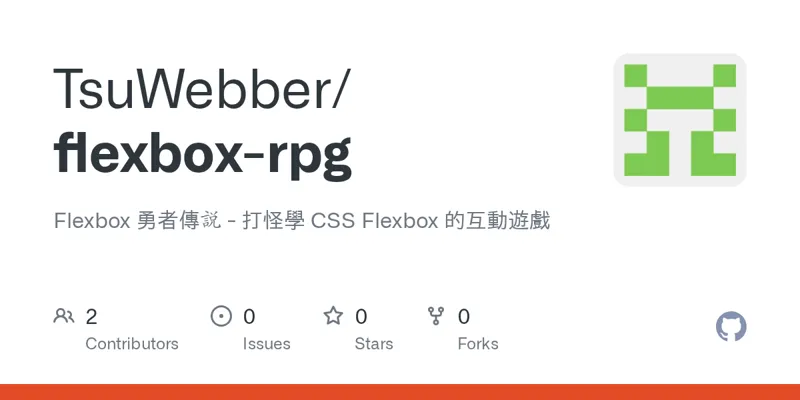 TsuWebber/
flexbox-rpg
Flexbox 勇者傳說 - 打怪學 CSS Flexbox 的互動遊戲
2
Contributors
0
Issues
0
Stars
0
Forks